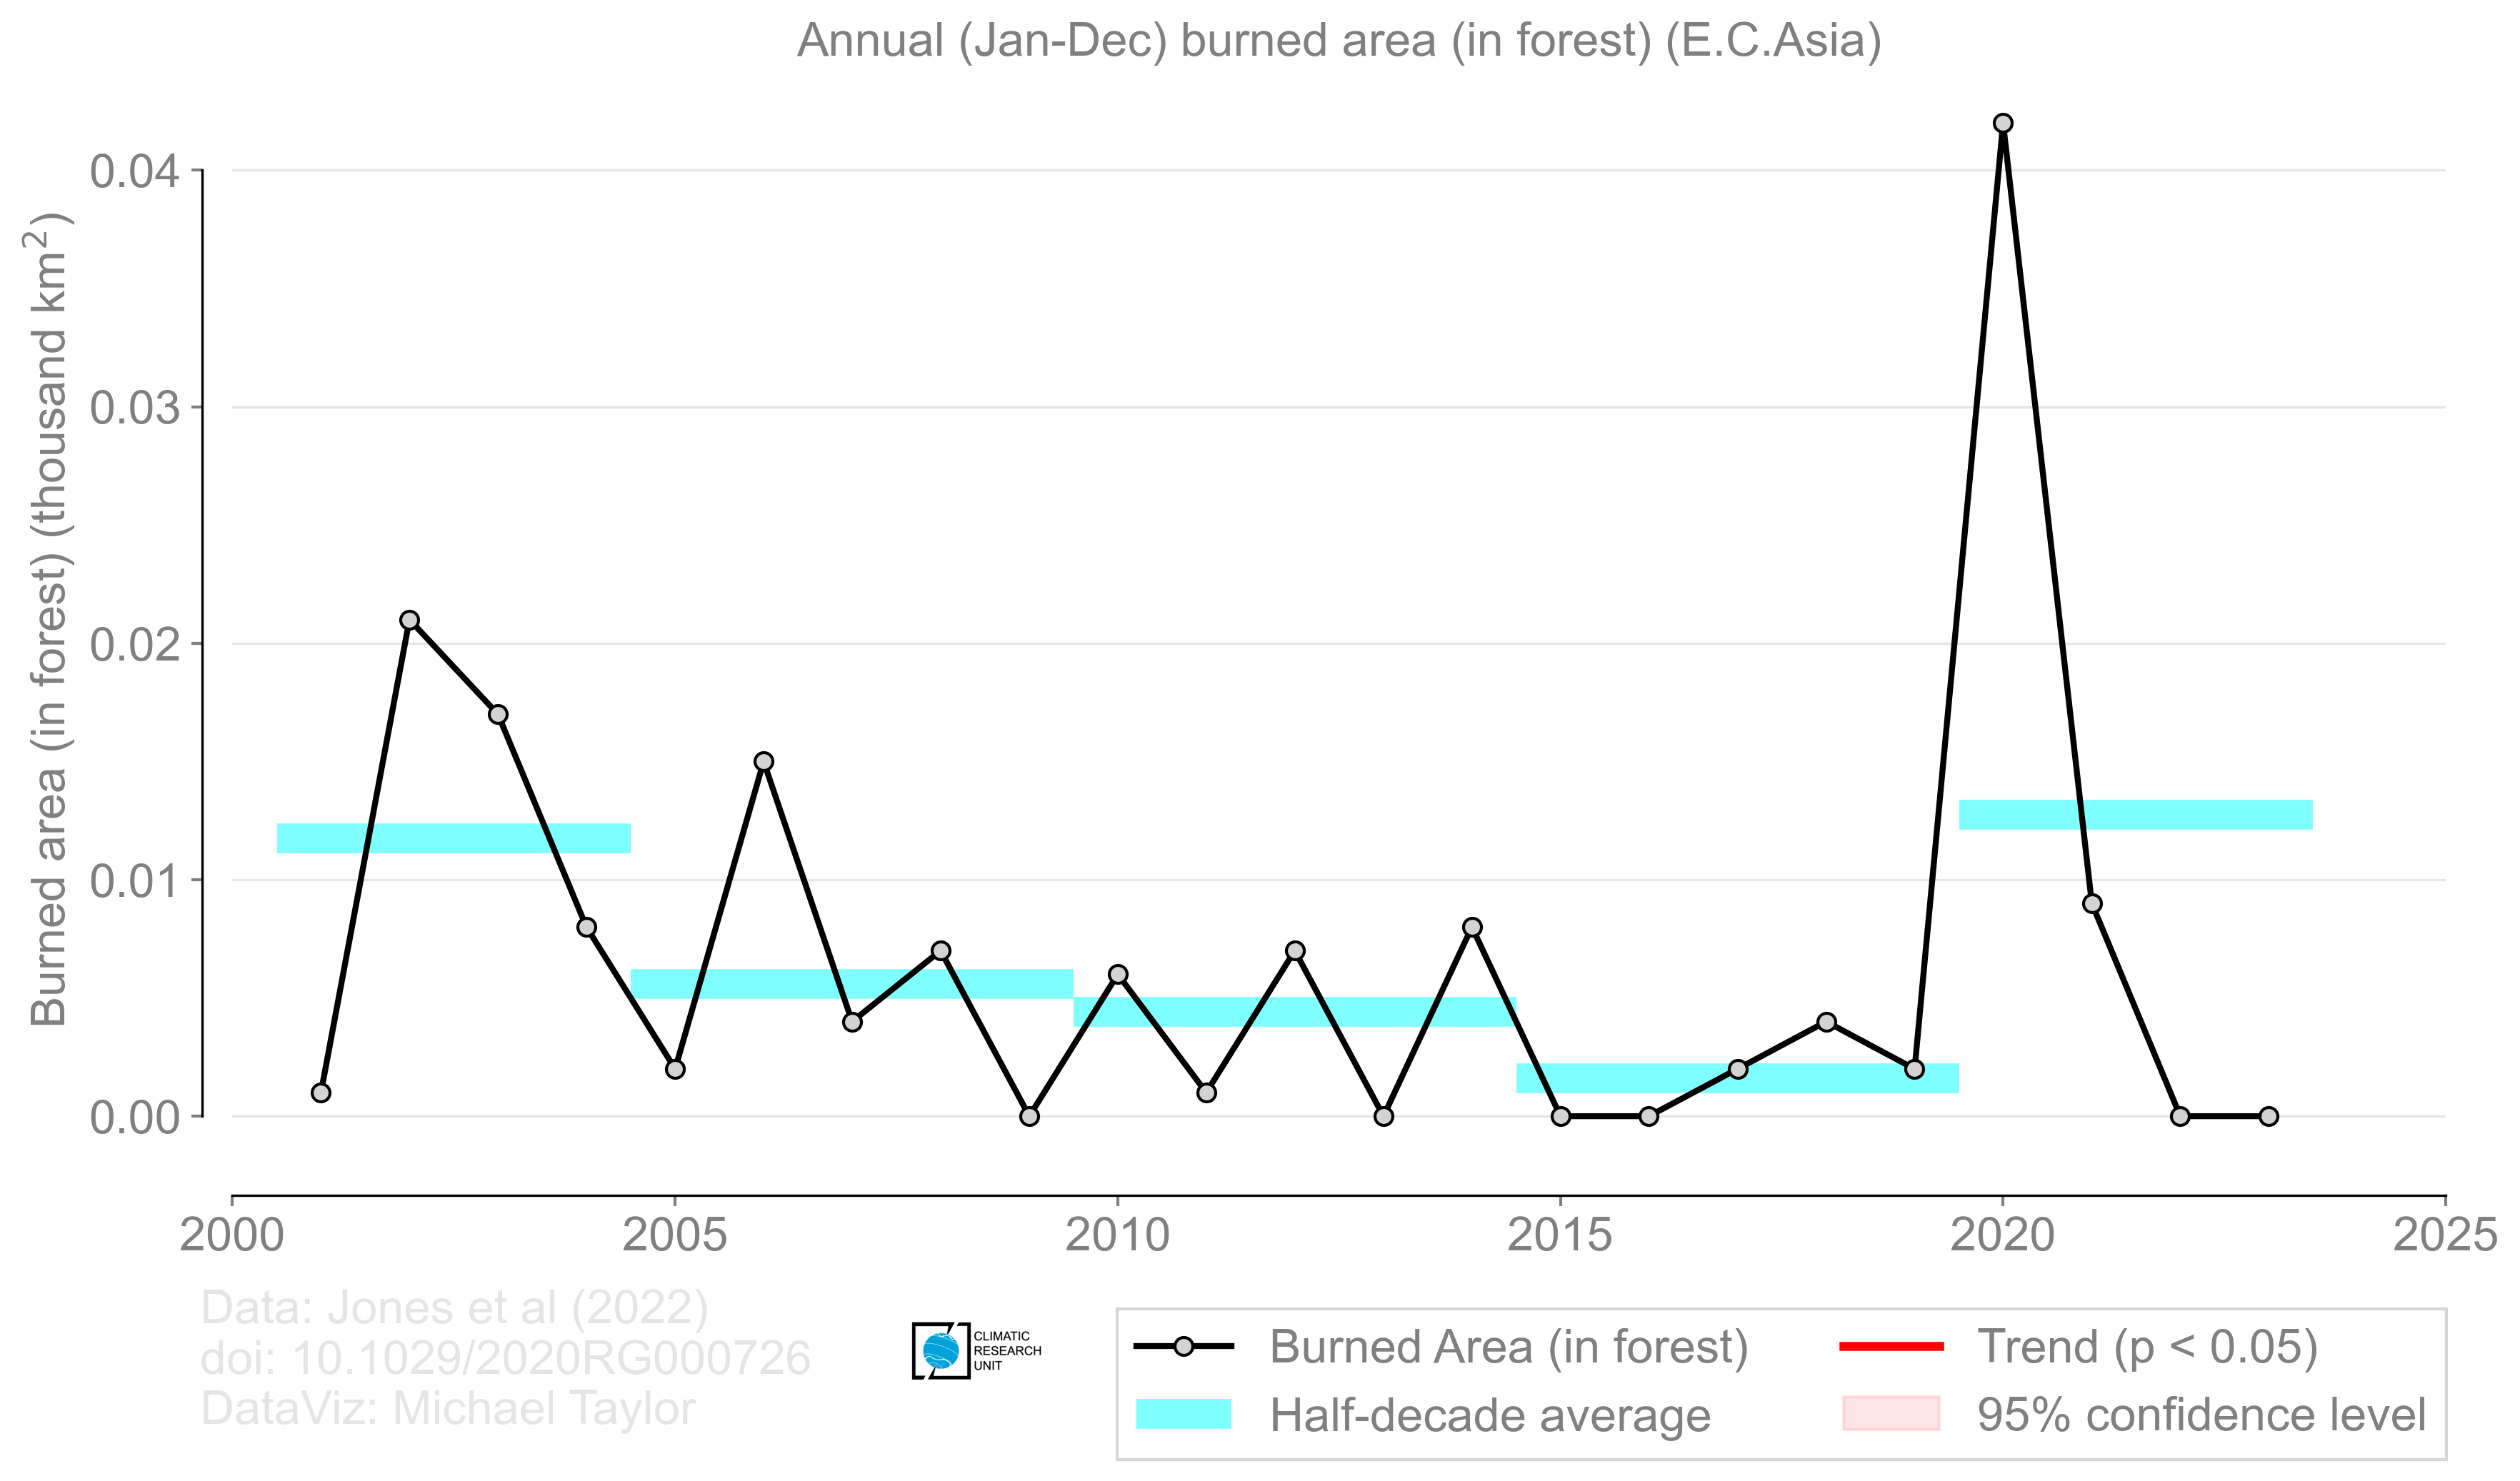 Annual (Jan-Dec) burned area (in forest) (E.C.Asia)
Burned area (in forest) (thousand km²)
0.04
0.03
0.02
0.01
0.00
2000 2005 2010 2015 2020 2025
Data: Jones et al (2022)
doi: 10.1029/2020RG000726
DataViz: Michael Taylor
CLIMATIC
RESEARCH
UNIT
Burned Area (in forest)
Half-decade average
Trend (p < 0.05)
95% confidence level